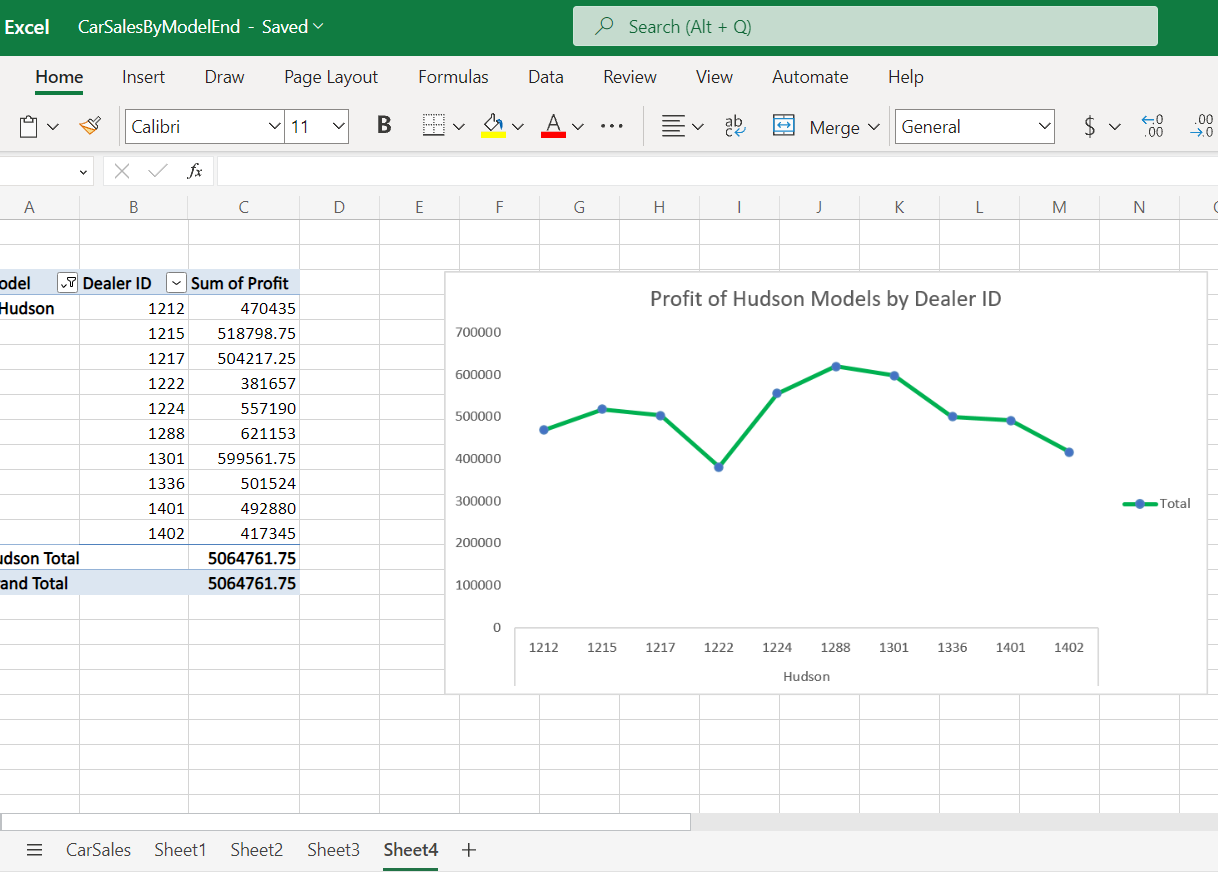 Excel CarSalesByModelEnd - Saved Search (Alt + Q)
Home Insert Draw Page Layout Formulas Data Review View Automate Help
Calibri 11 B A ... ab c Merge General $ ←0 .00 .00 →.0
fx
A B C D E F G H I J K L M N
odel Dealer ID Sum of Profit
Hudson 1212 470435
1215 518798.75
1217 504217.25
1222 381657
1224 557190
1288 621153
1301 599561.75
1336 501524
1401 492880
1402 417345
udson Total 5064761.75
and Total 5064761.75
Profit of Hudson Models by Dealer ID
700000
600000
500000
400000
300000
200000
100000
0
1212 1215 1217 1222 1224 1288 1301 1336 1401 1402
Hudson
Total
CarSales Sheet1 Sheet2 Sheet3 Sheet4 +